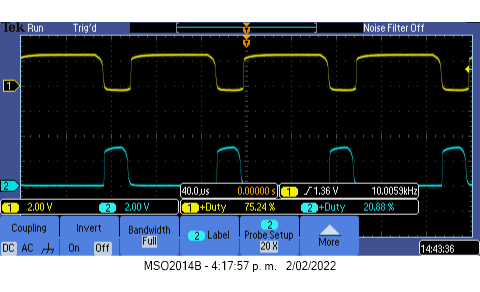 Tek Run Trig'd Noise Filter Off
1
2
40.0µs 0.00000 s 1 1.36 V 10.0059kHz
1 2.00 V 2 2.00 V 1 +Duty 75.24 % 2 +Duty 20.88 %
Coupling Invert Bandwidth 2 Label 2 More
DC AC On Off Full Probe Setup
20 X
14:43:36
MSO2014B - 4:17:57 p. m. 2/02/2022